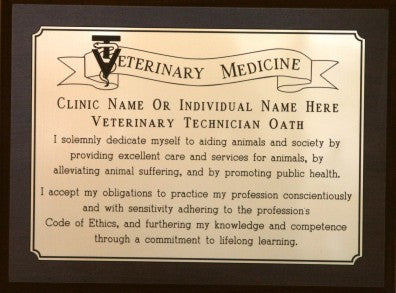 VETERINARY MEDICINE
CLINIC NAME OR INDIVIDUAL NAME HERE
VETERINARY TECHNICIAN OATH
I solemnly dedicate myself to aiding animals and society by
providing excellent care and services for animals, by
alleviating animal suffering, and by promoting public health.
I accept my obligations to practice my profession conscientiously
and with sensitivity adhering to the profession's
Code of Ethics, and furthering my knowledge and competence
through a commitment to lifelong learning.